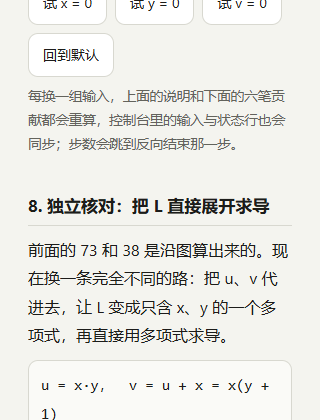 试 x = 0 试 y = 0 试 v = 0
回到默认
每换一组输入，上面的说明和下面的六笔贡
献都会重算，控制台里的输入与状态行也会
同步；步数会跳到反向结束那一步。
8. 独立核对：把 L 直接展开求导
前面的 73 和 38 是沿图算出来的。现
在换一条完全不同的路：把 u、v 代
进去，让 L 变成只含 x、y 的一个多
项式，再直接用多项式求导。
u = x·y, v = u + x = x(y +
1)